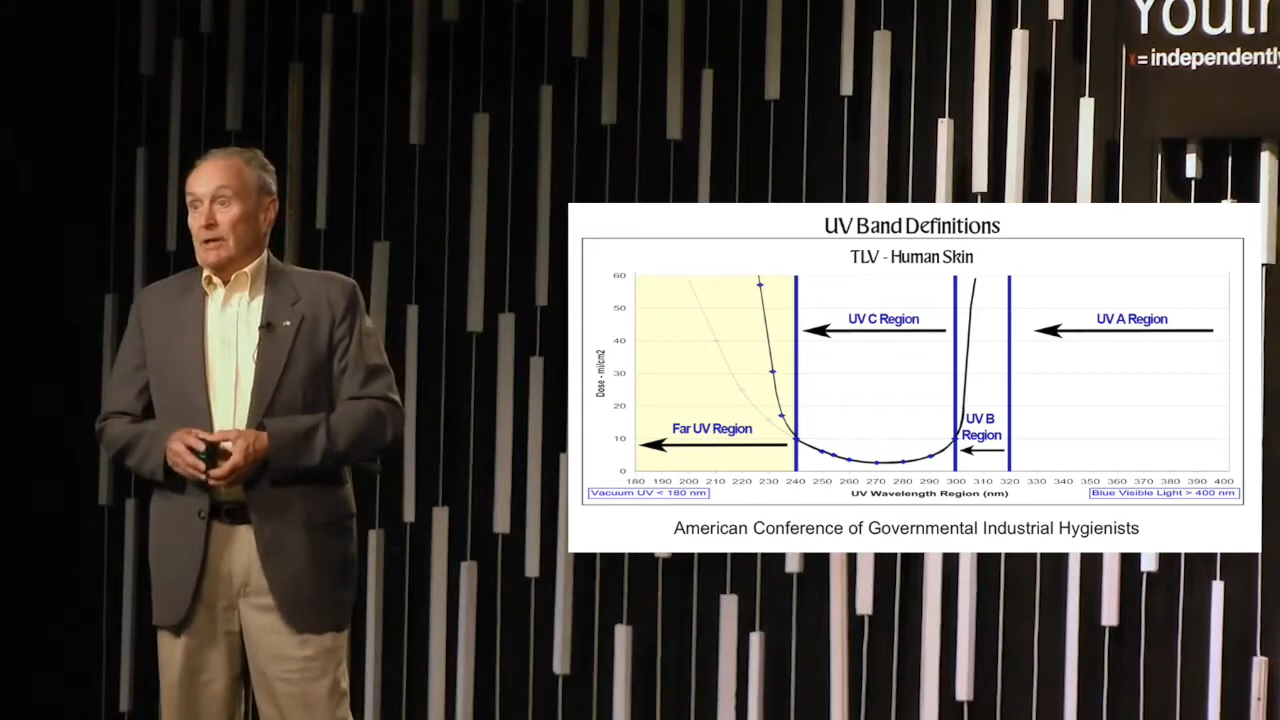 Youth
= independently
UV Band Definitions
TLV - Human Skin
60
50
40
30
20
10
0
Dose - mj/cm2
UV C Region
UV A Region
Far UV Region
UV B
Region
180 190 200 210 220 230 240 250 260 270 280 290 300 310 320 330 340 350 360 370 380 390 400
Vacuum UV < 180 nm
UV Wavelength Region (nm)
Blue Visible Light > 400 nm
American Conference of Governmental Industrial Hygienists